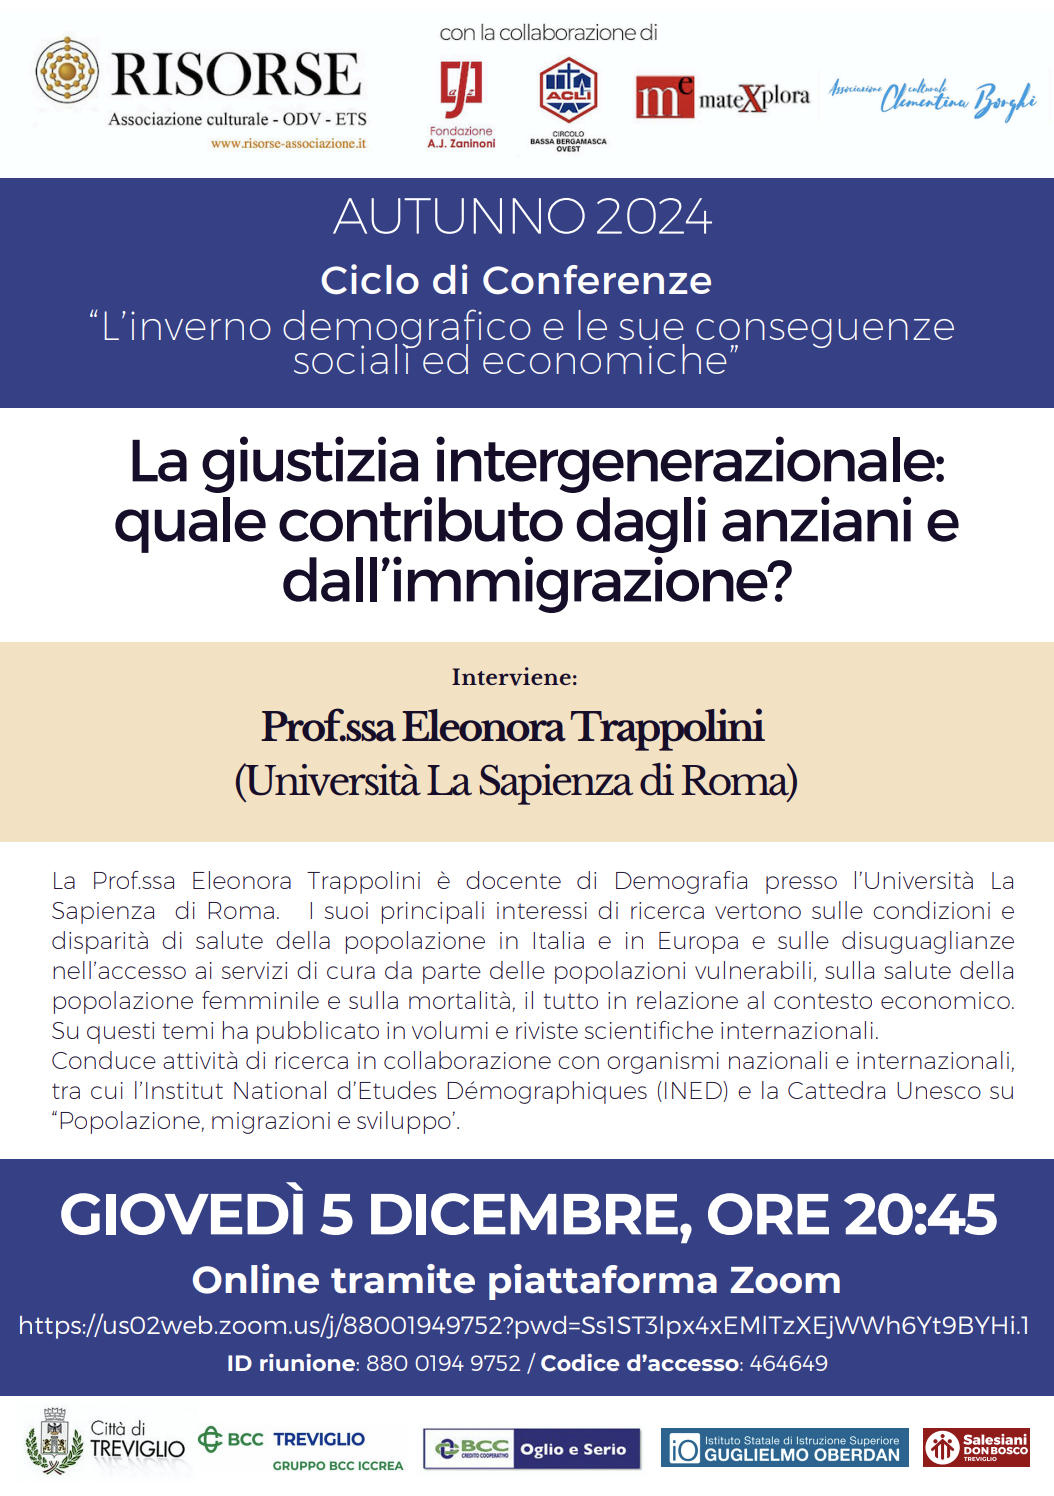 RISORSE
Associazione culturale - ODV - ETS
www.risorse-associazione.it
con la collaborazione di
Fondazione
A.J. Zaninoni
ACLI
CIRCOLO
BASSA BERGAMASCA
OVEST
me mateXplora
Associazione culturale
Clementina Borghi
AUTUNNO 2024
Ciclo di Conferenze
“L’inverno demografico e le sue conseguenze
sociali ed economiche”
La giustizia intergenerazionale:
quale contributo dagli anziani e
dall’immigrazione?
Interviene:
Prof.ssa Eleonora Trappolini
(Università La Sapienza di Roma)
La Prof.ssa Eleonora Trappolini è docente di Demografia presso l’Università La
Sapienza di Roma. I suoi principali interessi di ricerca vertono sulle condizioni e
disparità di salute della popolazione in Italia e in Europa e sulle disuguaglianze
nell’accesso ai servizi di cura da parte delle popolazioni vulnerabili, sulla salute della
popolazione femminile e sulla mortalità, il tutto in relazione al contesto economico.
Su questi temi ha pubblicato in volumi e riviste scientifiche internazionali.
Conduce attività di ricerca in collaborazione con organismi nazionali e internazionali,
tra cui l’Institut National d’Etudes Démographiques (INED) e la Cattedra Unesco su
“Popolazione, migrazioni e sviluppo’.
GIOVEDÌ 5 DICEMBRE, ORE 20:45
Online tramite piattaforma Zoom
https://us02web.zoom.us/j/88001949752?pwd=Ss1ST3lpx4xEMlTzXEjWWh6Yt9BYHi.1
ID riunione: 880 0194 9752 / Codice d’accesso: 464649
Città di
TREVIGLIO
BCC TREVIGLIO
GRUPPO BCC ICCREA
BCC
CREDITO COOPERATIVO
Oglio e Serio
iO
Istituto Statale di Istruzione Superiore
GUGLIELMO OBERDAN
Salesiani
DON BOSCO
TREVIGLIO